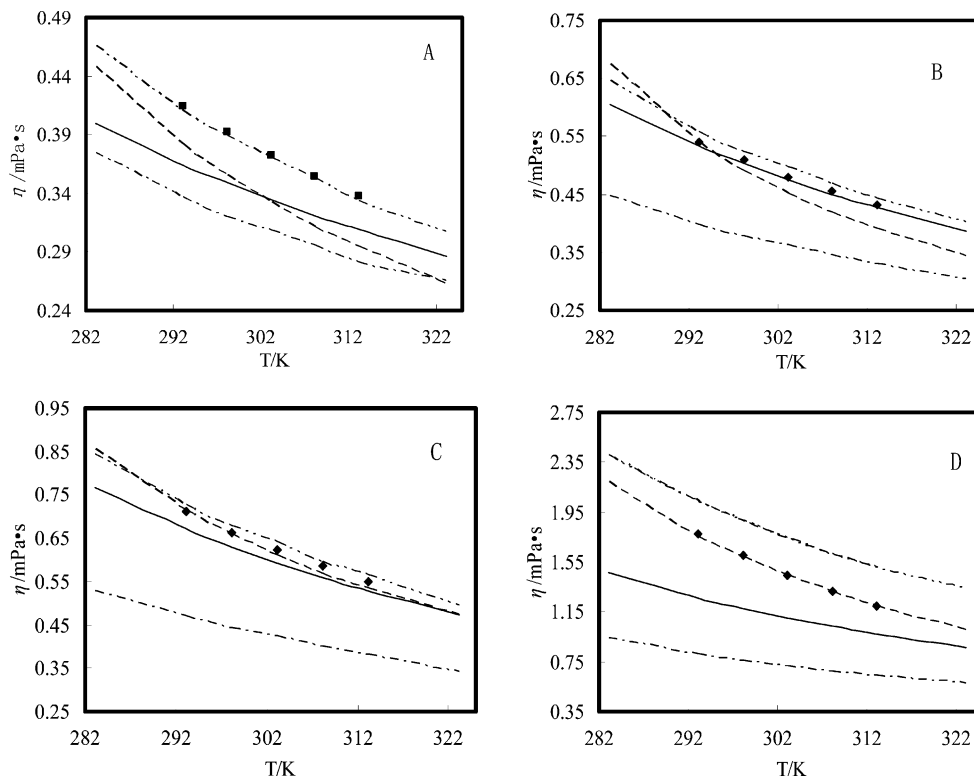 0.49
0.44
0.39
0.34
0.29
0.24
η /mPa•s
A
282 292 302 312 322
T/K
0.75
0.65
0.55
0.45
0.35
0.25
η/mPa•s
B
282 292 302 312 322
T/K
0.95
0.85
0.75
0.65
0.55
0.45
0.35
0.25
η /mPa•s
C
282 292 302 312 322
T/K
2.75
2.35
1.95
1.55
1.15
0.75
0.35
η /mPa•s
D
282 292 302 312 322
T/K